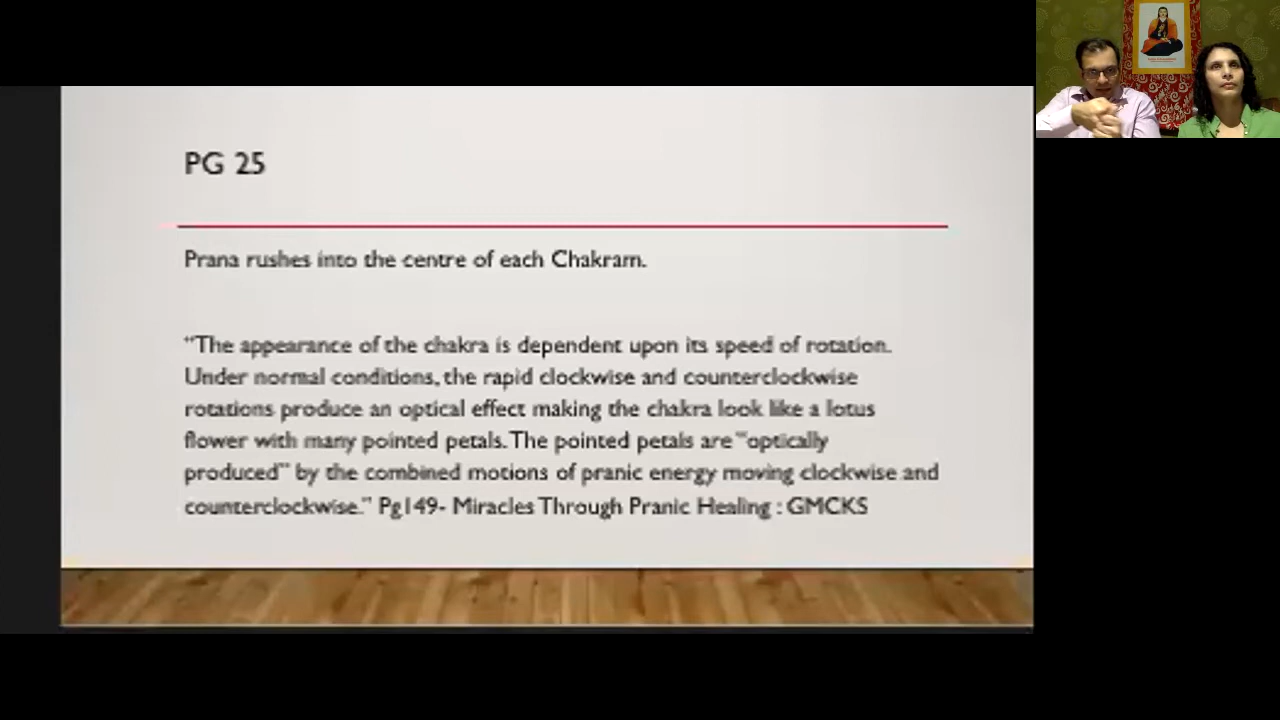 PG 25
Prana rushes into the centre of each Chakram.
“The appearance of the chakra is dependent upon its speed of rotation.
Under normal conditions, the rapid clockwise and counterclockwise
rotations produce an optical effect making the chakra look like a lotus
flower with many pointed petals. The pointed petals are “optically
produced” by the combined motions of pranic energy moving clockwise and
counterclockwise.” Pg149- Miracles Through Pranic Healing : GMCKS